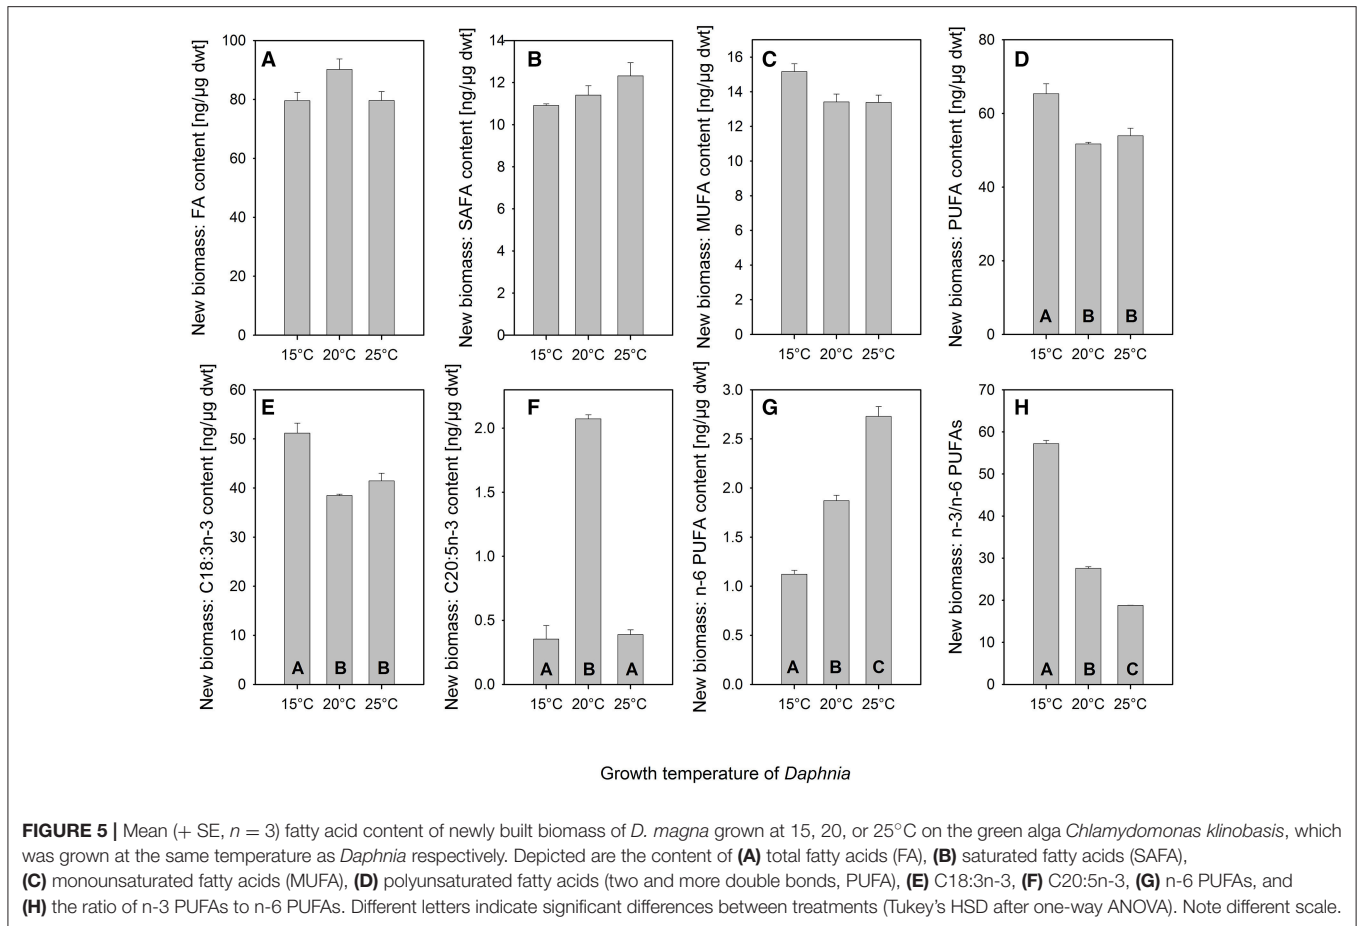 A
New biomass: FA content [ng/µg dwt]
100
80
60
40
20
0
15°C 20°C 25°C
B
New biomass: SAFA content [ng/µg dwt]
14
12
10
8
6
4
2
0
15°C 20°C 25°C
C
New biomass: MUFA content [ng/µg dwt]
16
14
12
10
8
6
4
2
0
15°C 20°C 25°C
D
New biomass: PUFA content [ng/µg dwt]
80
60
40
20
0
A B B
15°C 20°C 25°C
E
New biomass: C18:3n-3 content [ng/µg dwt]
60
50
40
30
20
10
0
A B B
15°C 20°C 25°C
F
New biomass: C20:5n-3 content [ng/µg dwt]
2.0
1.5
1.0
0.5
0.0
A B A
15°C 20°C 25°C
G
New biomass: n-6 PUFA content [ng/µg dwt]
3.0
2.5
2.0
1.5
1.0
0.5
0.0
A B C
15°C 20°C 25°C
H
New biomass: n-3/n-6 PUFAs
70
60
50
40
30
20
10
0
A B C
15°C 20°C 25°C
Growth temperature of Daphnia
FIGURE 5 | Mean (+ SE, n = 3) fatty acid content of newly built biomass of D. magna grown at 15, 20, or 25°C on the green alga Chlamydomonas klinobasis, which
was grown at the same temperature as Daphnia respectively. Depicted are the content of (A) total fatty acids (FA), (B) saturated fatty acids (SAFA),
(C) monounsaturated fatty acids (MUFA), (D) polyunsaturated fatty acids (two and more double bonds, PUFA), (E) C18:3n-3, (F) C20:5n-3, (G) n-6 PUFAs, and
(H) the ratio of n-3 PUFAs to n-6 PUFAs. Different letters indicate significant differences between treatments (Tukey's HSD after one-way ANOVA). Note different scale.